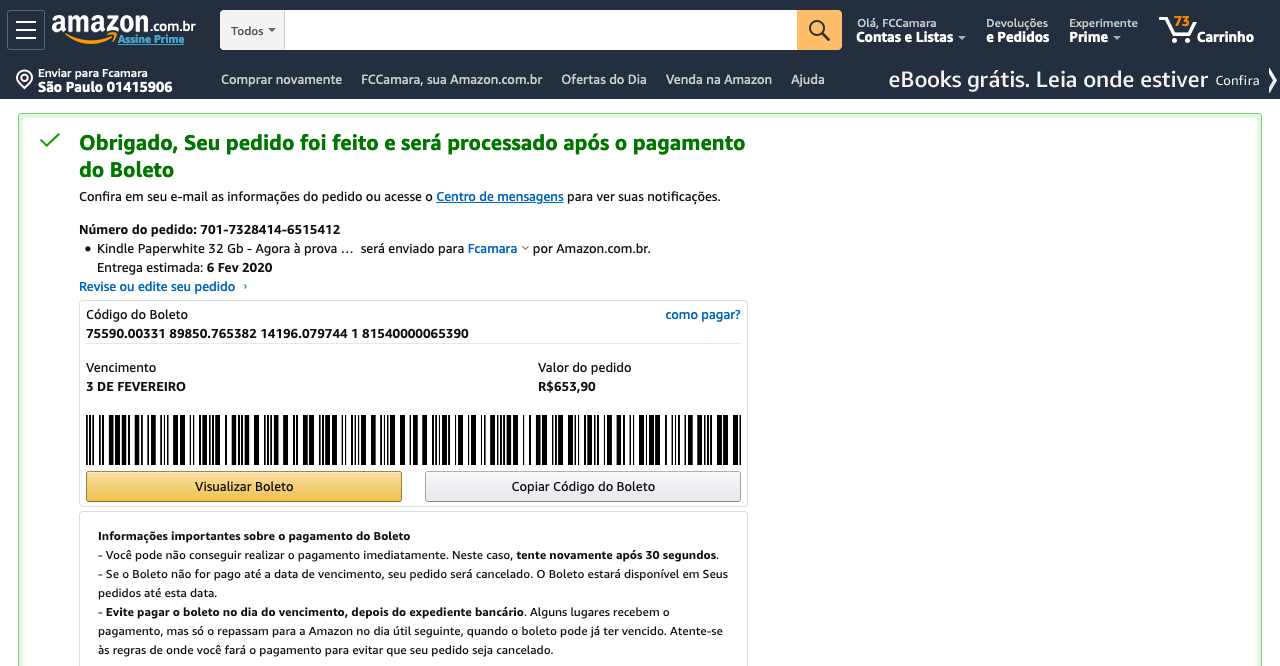 amazon.com.br
Assine Prime
Todos
Olá, FCCamara
Contas e Listas
Devoluções
e Pedidos
Experimente
Prime
73
Carrinho
Enviar para Fcamara
São Paulo 01415906
Comprar novamente
FCCamara, sua Amazon.com.br
Ofertas do Dia
Venda na Amazon
Ajuda
eBooks grátis. Leia onde estiver
Confira
Obrigado, Seu pedido foi feito e será processado após o pagamento
do Boleto
Confira em seu e-mail as informações do pedido ou acesse o Centro de mensagens para ver suas notificações.
Número do pedido: 701-7328414-6515412
• Kindle Paperwhite 32 Gb - Agora à prova … será enviado para Fcamara por Amazon.com.br.
Entrega estimada: 6 Fev 2020
Revise ou edite seu pedido ›
Código do Boleto
como pagar?
75590.00331 89850.765382 14196.079744 1 81540000065390
Vencimento
3 DE FEVEREIRO
Valor do pedido
R$653,90
Visualizar Boleto
Copiar Código do Boleto
Informações importantes sobre o pagamento do Boleto
- Você pode não conseguir realizar o pagamento imediatamente. Neste caso, tente novamente após 30 segundos.
- Se o Boleto não for pago até a data de vencimento, seu pedido será cancelado. O Boleto estará disponível em Seus
pedidos até esta data.
- Evite pagar o boleto no dia do vencimento, depois do expediente bancário. Alguns lugares recebem o
pagamento, mas só o repassam para a Amazon no dia útil seguinte, quando o boleto pode já ter vencido. Atente-se
às regras de onde você fará o pagamento para evitar que seu pedido seja cancelado.